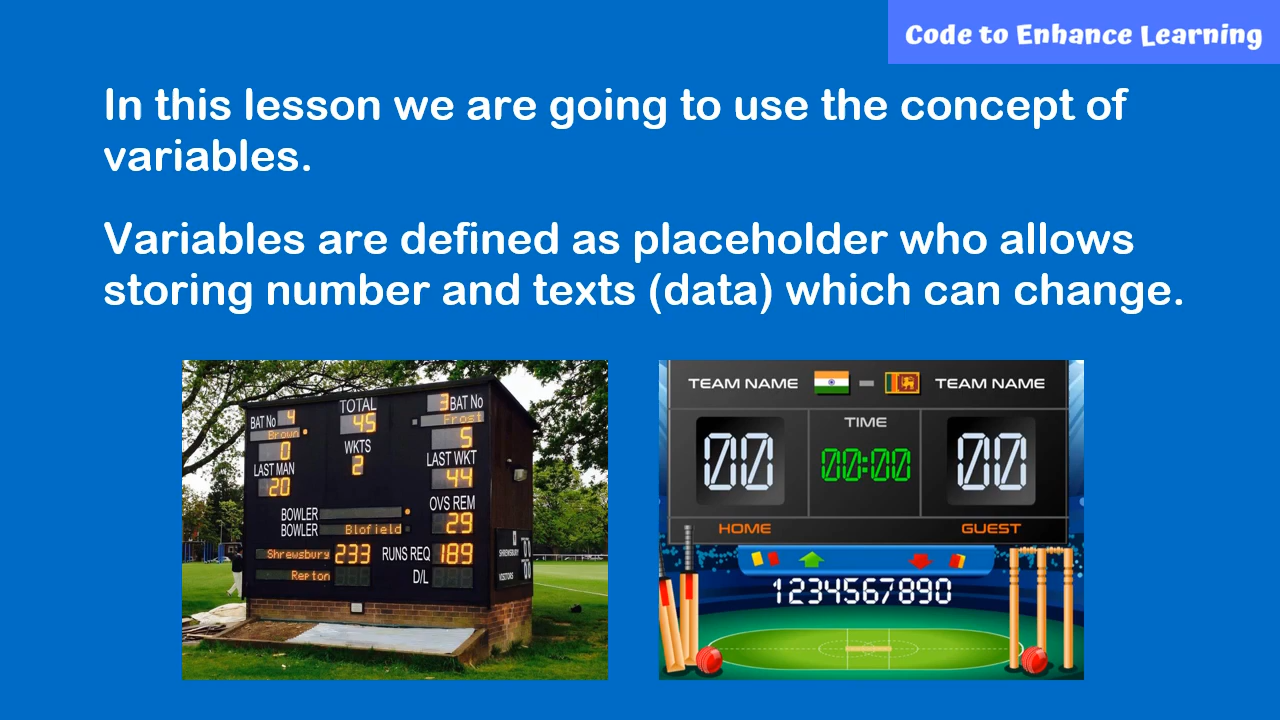 Code to Enhance Learning
In this lesson we are going to use the concept of
variables.
Variables are defined as placeholder who allows
storing number and texts (data) which can change.
BAT No 4
Brown
0
LAST MAN
20
TOTAL
45
WKTS
2
3 BAT No
Frost
5
LAST WKT
44
OVS REM
29
BOWLER
BOWLER Blofield
Shrewsbury 233 RUNS REQ 189
Repton D/L
SHREWSBURY
VISITORS
TEAM NAME - TEAM NAME
00 TIME 00
00:00
HOME GUEST
1234567890